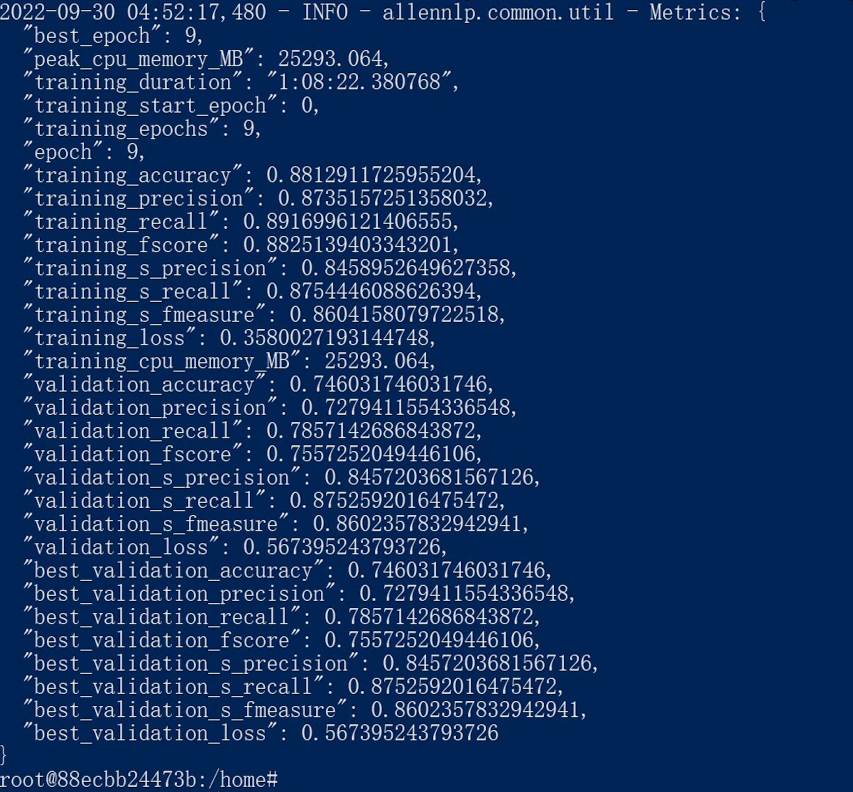 2022-09-30 04:52:17,480 - INFO - allennlp.common.util - Metrics: {
"best_epoch": 9,
"peak_cpu_memory_MB": 25293.064,
"training_duration": "1:08:22.380768",
"training_start_epoch": 0,
"training_epochs": 9,
"epoch": 9,
"training_accuracy": 0.8812911725955204,
"training_precision": 0.8735157251358032,
"training_recall": 0.8916996121406555,
"training_fscore": 0.8825139403343201,
"training_s_precision": 0.8458952649627358,
"training_s_recall": 0.8754446088626394,
"training_s_fmeasure": 0.8604158079722518,
"training_loss": 0.3580027193144748,
"training_cpu_memory_MB": 25293.064,
"validation_accuracy": 0.746031746031746,
"validation_precision": 0.7279411554336548,
"validation_recall": 0.7857142686843872,
"validation_fscore": 0.7557252049446106,
"validation_s_precision": 0.8457203681567126,
"validation_s_recall": 0.8752592016475472,
"validation_s_fmeasure": 0.8602357832942941,
"validation_loss": 0.567395243793726,
"best_validation_accuracy": 0.746031746031746,
"best_validation_precision": 0.7279411554336548,
"best_validation_recall": 0.7857142686843872,
"best_validation_fscore": 0.7557252049446106,
"best_validation_s_precision": 0.8457203681567126,
"best_validation_s_recall": 0.8752592016475472,
"best_validation_s_fmeasure": 0.8602357832942941,
"best_validation_loss": 0.567395243793726
}
root@88ecbb24473b:/home#